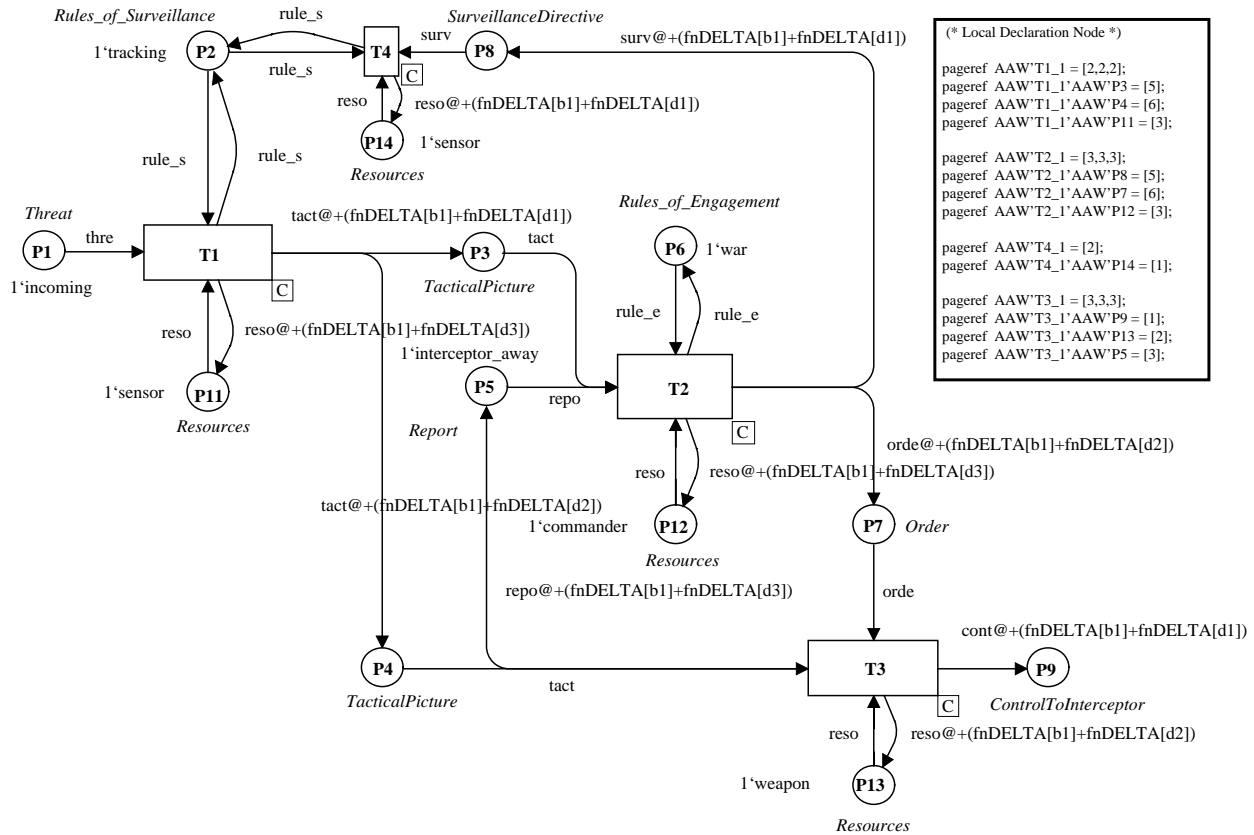 Rules_of_Surveillance
rule_s
SurveillanceDirective
P2
T4
surv
P8
surv@+(fnDELTA[b1]+fnDELTA[d1])
1‘tracking
rule_s
C
reso
reso@+(fnDELTA[b1]+fnDELTA[d1])
P14
1‘sensor
Resources
rule_s
rule_s
Threat
tact@+(fnDELTA[b1]+fnDELTA[d1])
Rules_of_Engagement
P1
thre
T1
P3
tact
P6
1‘war
1‘incoming
C
TacticalPicture
reso
reso@+(fnDELTA[b1]+fnDELTA[d3])
rule_e
rule_e
1‘interceptor_away
1‘sensor
P11
P5
repo
T2
Resources
Report
C
orde@+(fnDELTA[b1]+fnDELTA[d2])
reso
reso@+(fnDELTA[b1]+fnDELTA[d3])
tact@+(fnDELTA[b1]+fnDELTA[d2])
1‘commander
P12
P7
Order
Resources
repo@+(fnDELTA[b1]+fnDELTA[d3])
orde
cont@+(fnDELTA[b1]+fnDELTA[d1])
P4
tact
T3
P9
TacticalPicture
C
ControlToInterceptor
reso
reso@+(fnDELTA[b1]+fnDELTA[d2])
1‘weapon
P13
Resources
(* Local Declaration Node *)
pageref AAW'T1_1 = [2,2,2];
pageref AAW'T1_1'AAW'P3 = [5];
pageref AAW'T1_1'AAW'P4 = [6];
pageref AAW'T1_1'AAW'P11 = [3];
pageref AAW'T2_1 = [3,3,3];
pageref AAW'T2_1'AAW'P8 = [5];
pageref AAW'T2_1'AAW'P7 = [6];
pageref AAW'T2_1'AAW'P12 = [3];
pageref AAW'T4_1 = [2];
pageref AAW'T4_1'AAW'P14 = [1];
pageref AAW'T3_1 = [3,3,3];
pageref AAW'T3_1'AAW'P9 = [1];
pageref AAW'T3_1'AAW'P13 = [2];
pageref AAW'T3_1'AAW'P5 = [3];